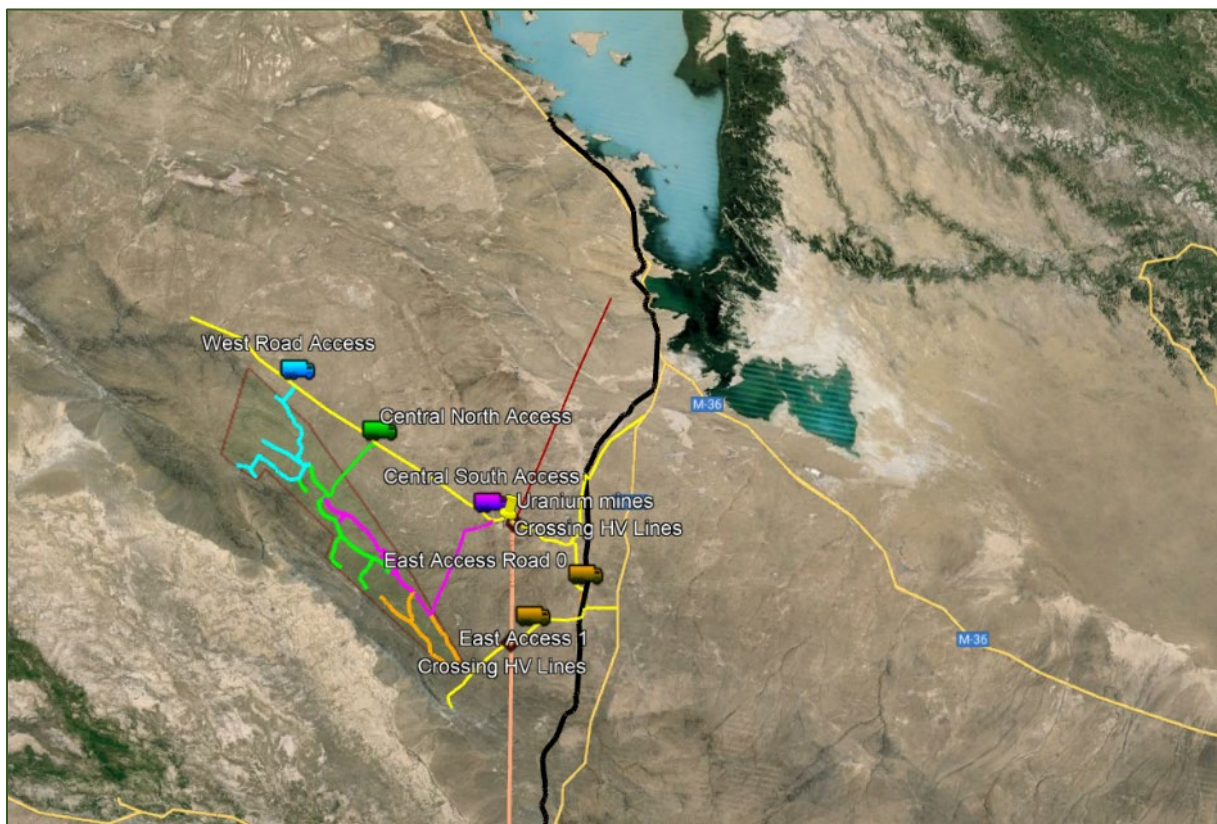 West Road Access
Central North Access
M-36
Central South Access
Uranium mines
Crossing HV Lines
East Access Road 0
East Access 1
M-36
Crossing HV Lines